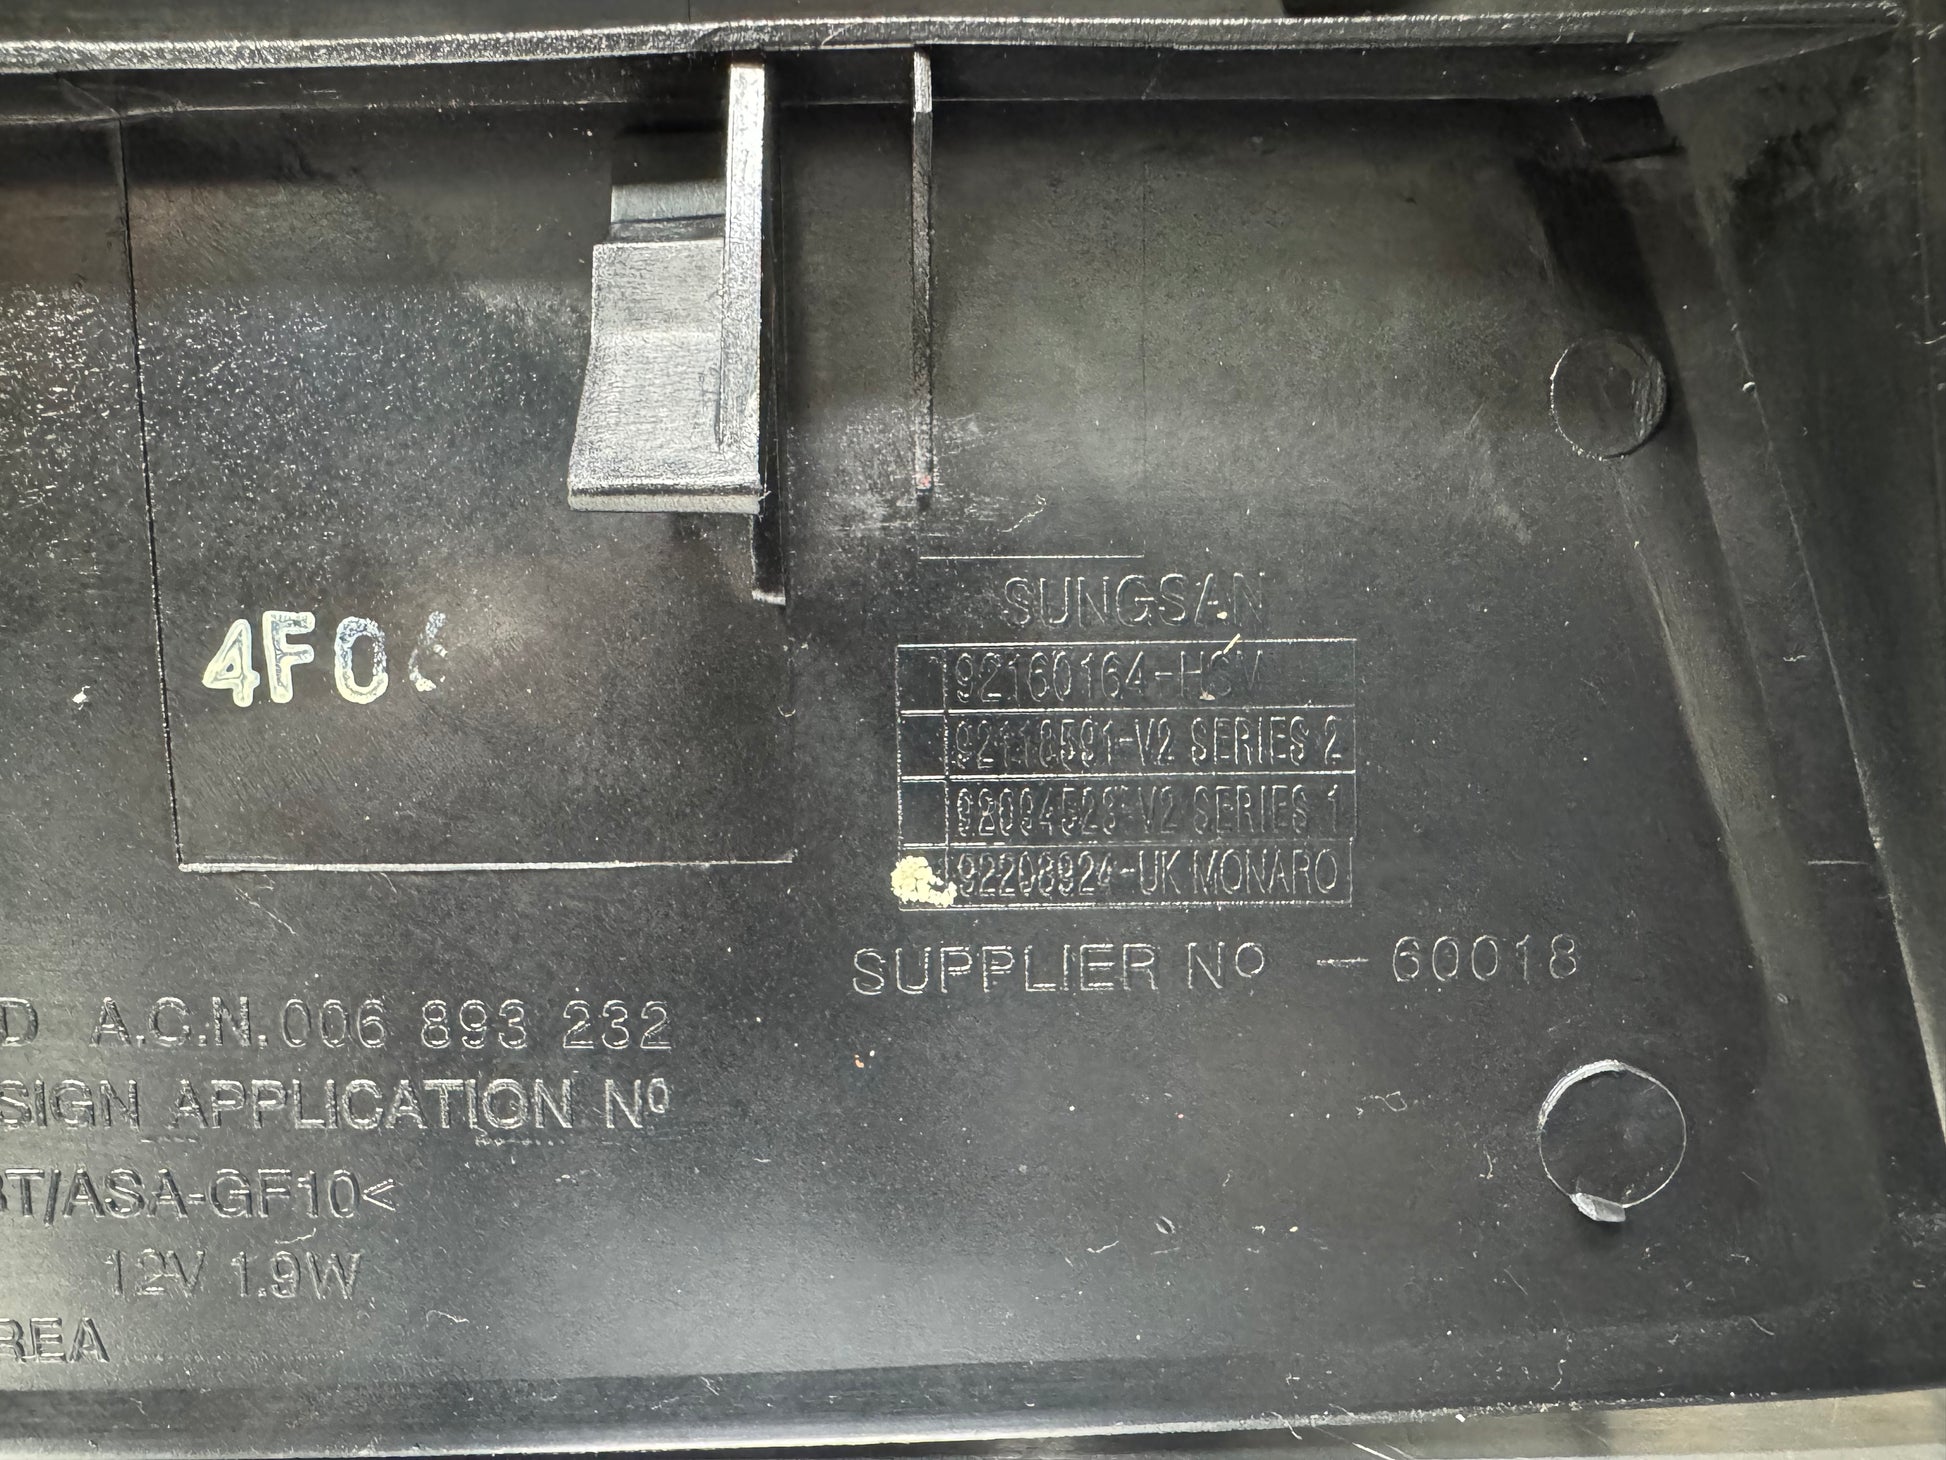 4F06
SUNGSAN
92160164-HSV
92118591-V2 SERIES 2
92094523-V2 SERIES 1
92208924-UK MONARO
SUPPLIER Nº — 60018
D A.C.N. 006 893 232
SIGN APPLICATION Nº
BT/ASA-GF10<
12V 1.9W
REA